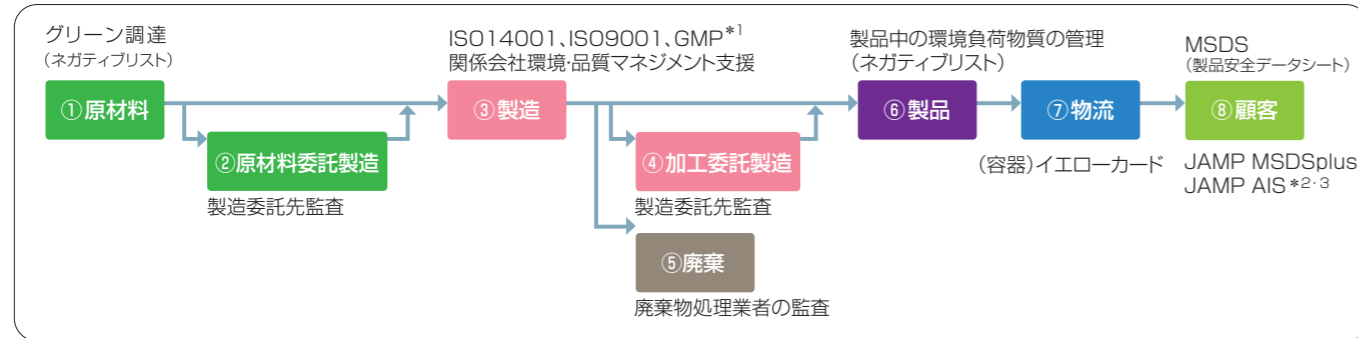 グリーン調達
（ネガティブリスト）
①原材料
②原材料委託製造
製造委託先監査
ISO14001、ISO9001、GMP*1
関係会社環境・品質マネジメント支援
③製造
④加工委託製造
製造委託先監査
⑤廃棄
廃棄物処理業者の監査
製品中の環境負荷物質の管理
（ネガティブリスト）
⑥製品
⑦物流
（容器）イエローカード
MSDS
（製品安全データシート）
⑧顧客
JAMP MSDSplus
JAMP AIS*2・3